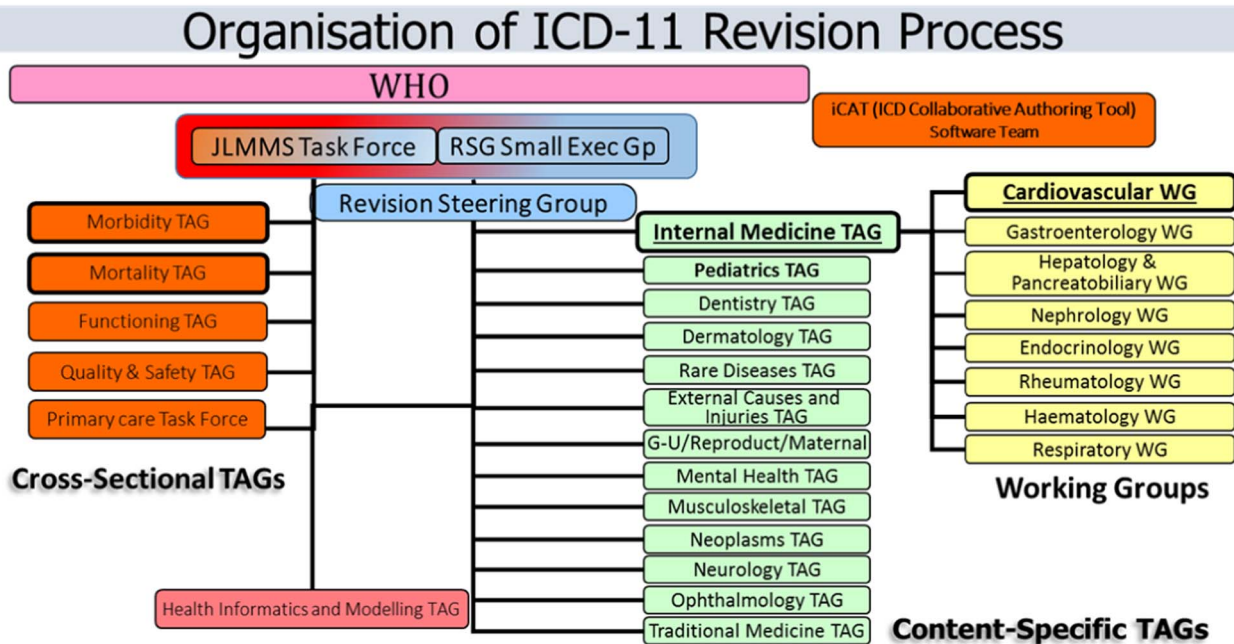 Organisation of ICD-11 Revision Process
WHO
iCAT (ICD Collaborative Authoring Tool)
Software Team
JLMMS Task Force
RSG Small Exec Gp
Revision Steering Group
Morbidity TAG
Mortality TAG
Functioning TAG
Quality & Safety TAG
Primary care Task Force
Cross-Sectional TAGs
Health Informatics and Modelling TAG
Internal Medicine TAG
Pediatrics TAG
Dentistry TAG
Dermatology TAG
Rare Diseases TAG
External Causes and
Injuries TAG
G-U/Reproduct/Maternal
Mental Health TAG
Musculoskeletal TAG
Neoplasms TAG
Neurology TAG
Ophthalmology TAG
Traditional Medicine TAG
Content-Specific TAGs
Cardiovascular WG
Gastroenterology WG
Hepatology &
Pancreatobiliary WG
Nephrology WG
Endocrinology WG
Rheumatology WG
Haematology WG
Respiratory WG
Working Groups